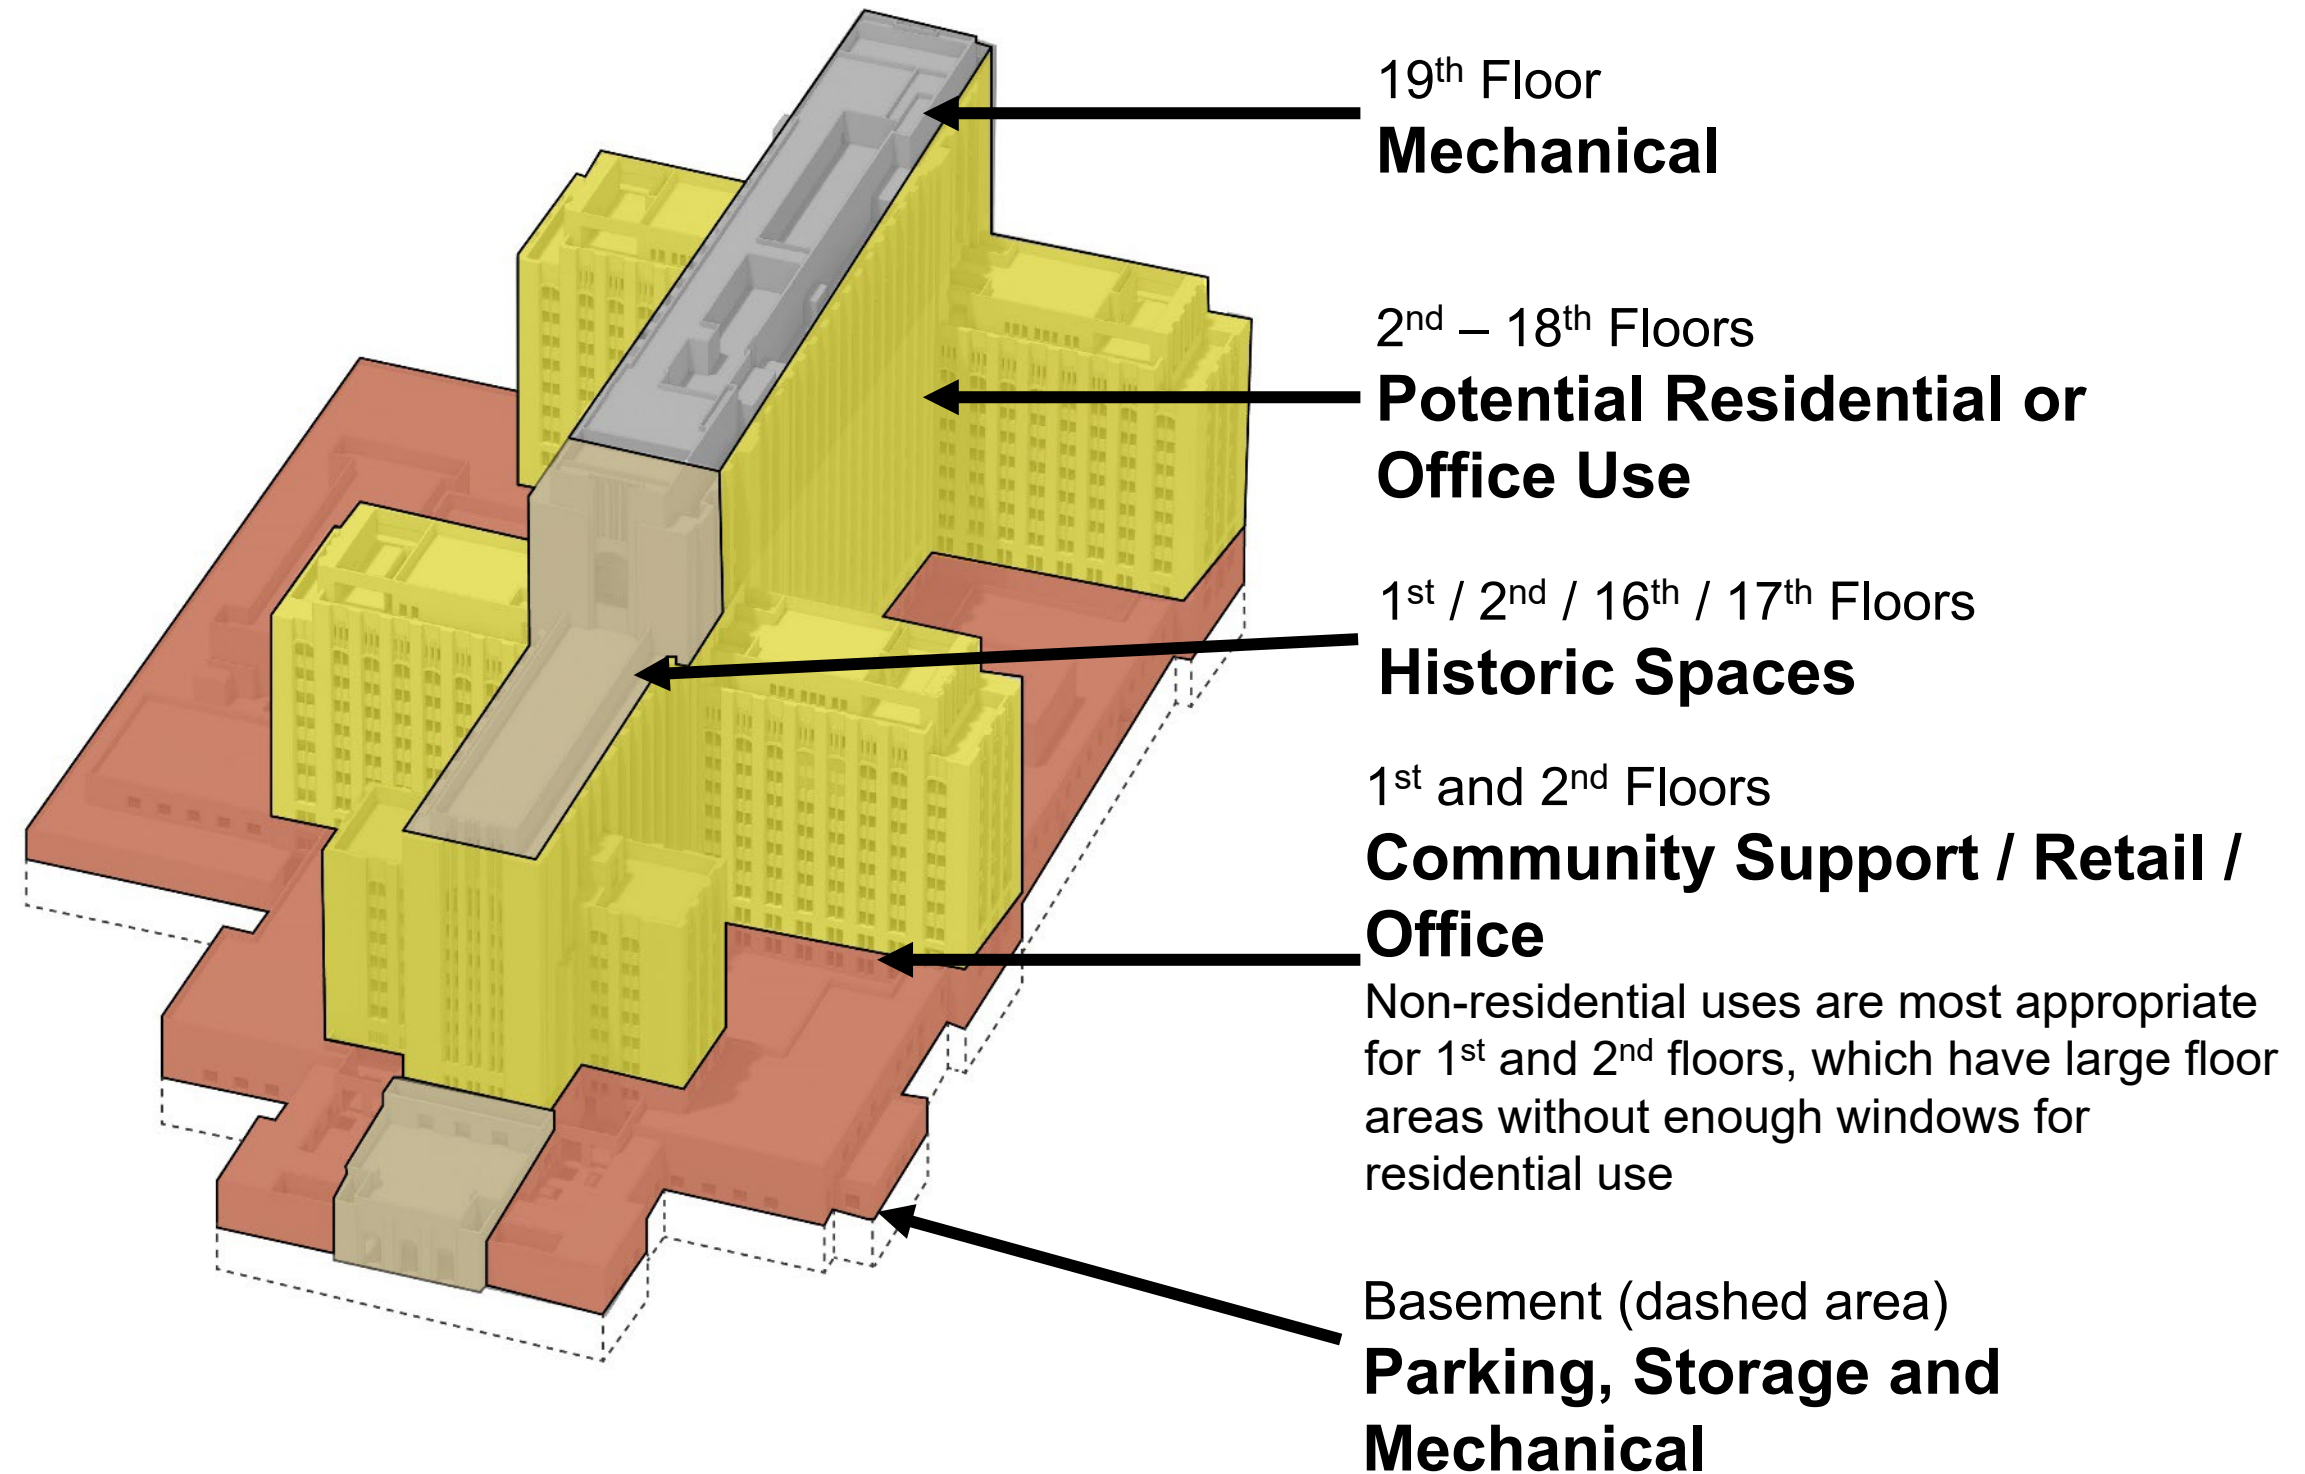 19th Floor
Mechanical
2nd – 18th Floors
Potential Residential or
Office Use
1st / 2nd / 16th / 17th Floors
Historic Spaces
1st and 2nd Floors
Community Support / Retail /
Office
Non-residential uses are most appropriate
for 1st and 2nd floors, which have large floor
areas without enough windows for
residential use
Basement (dashed area)
Parking, Storage and
Mechanical